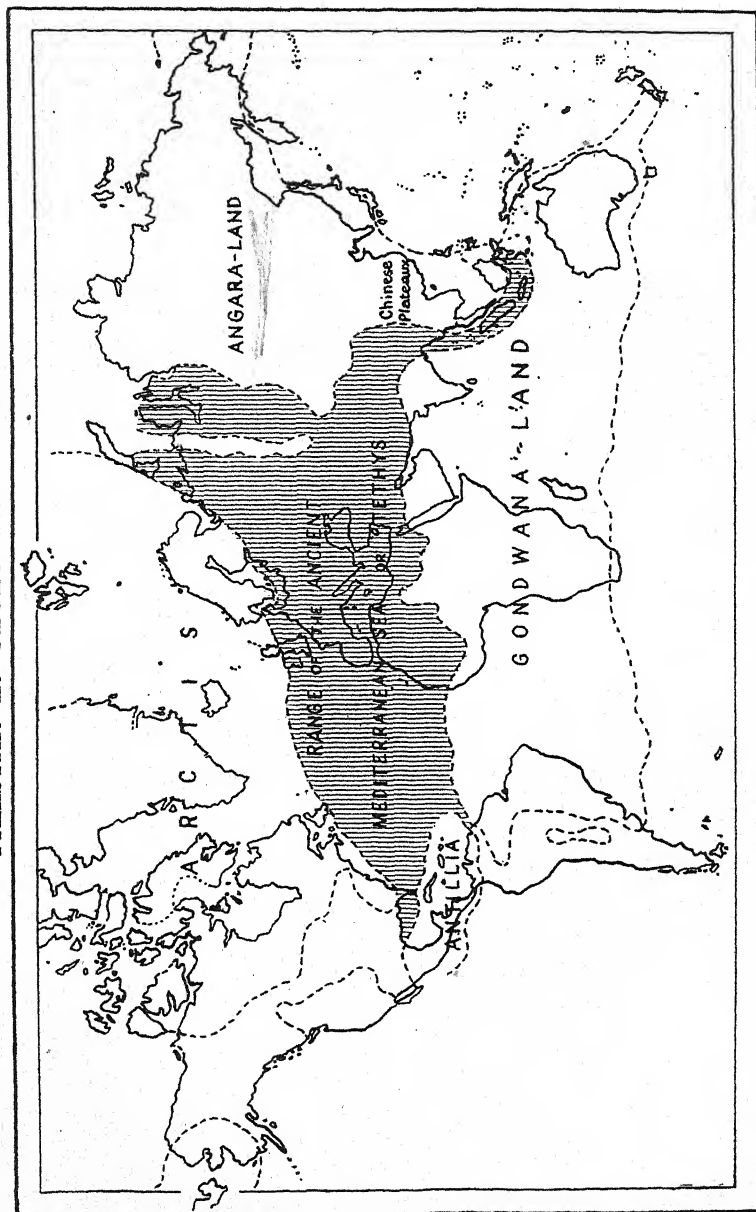 ARCTIS
ANGARA-LAND
Chinese
Plateaux
RANGE OF THE ANCIENT
MEDITERRANEAN SEA OR TETHYS
ANTILLIA
GONDWANA-LAND